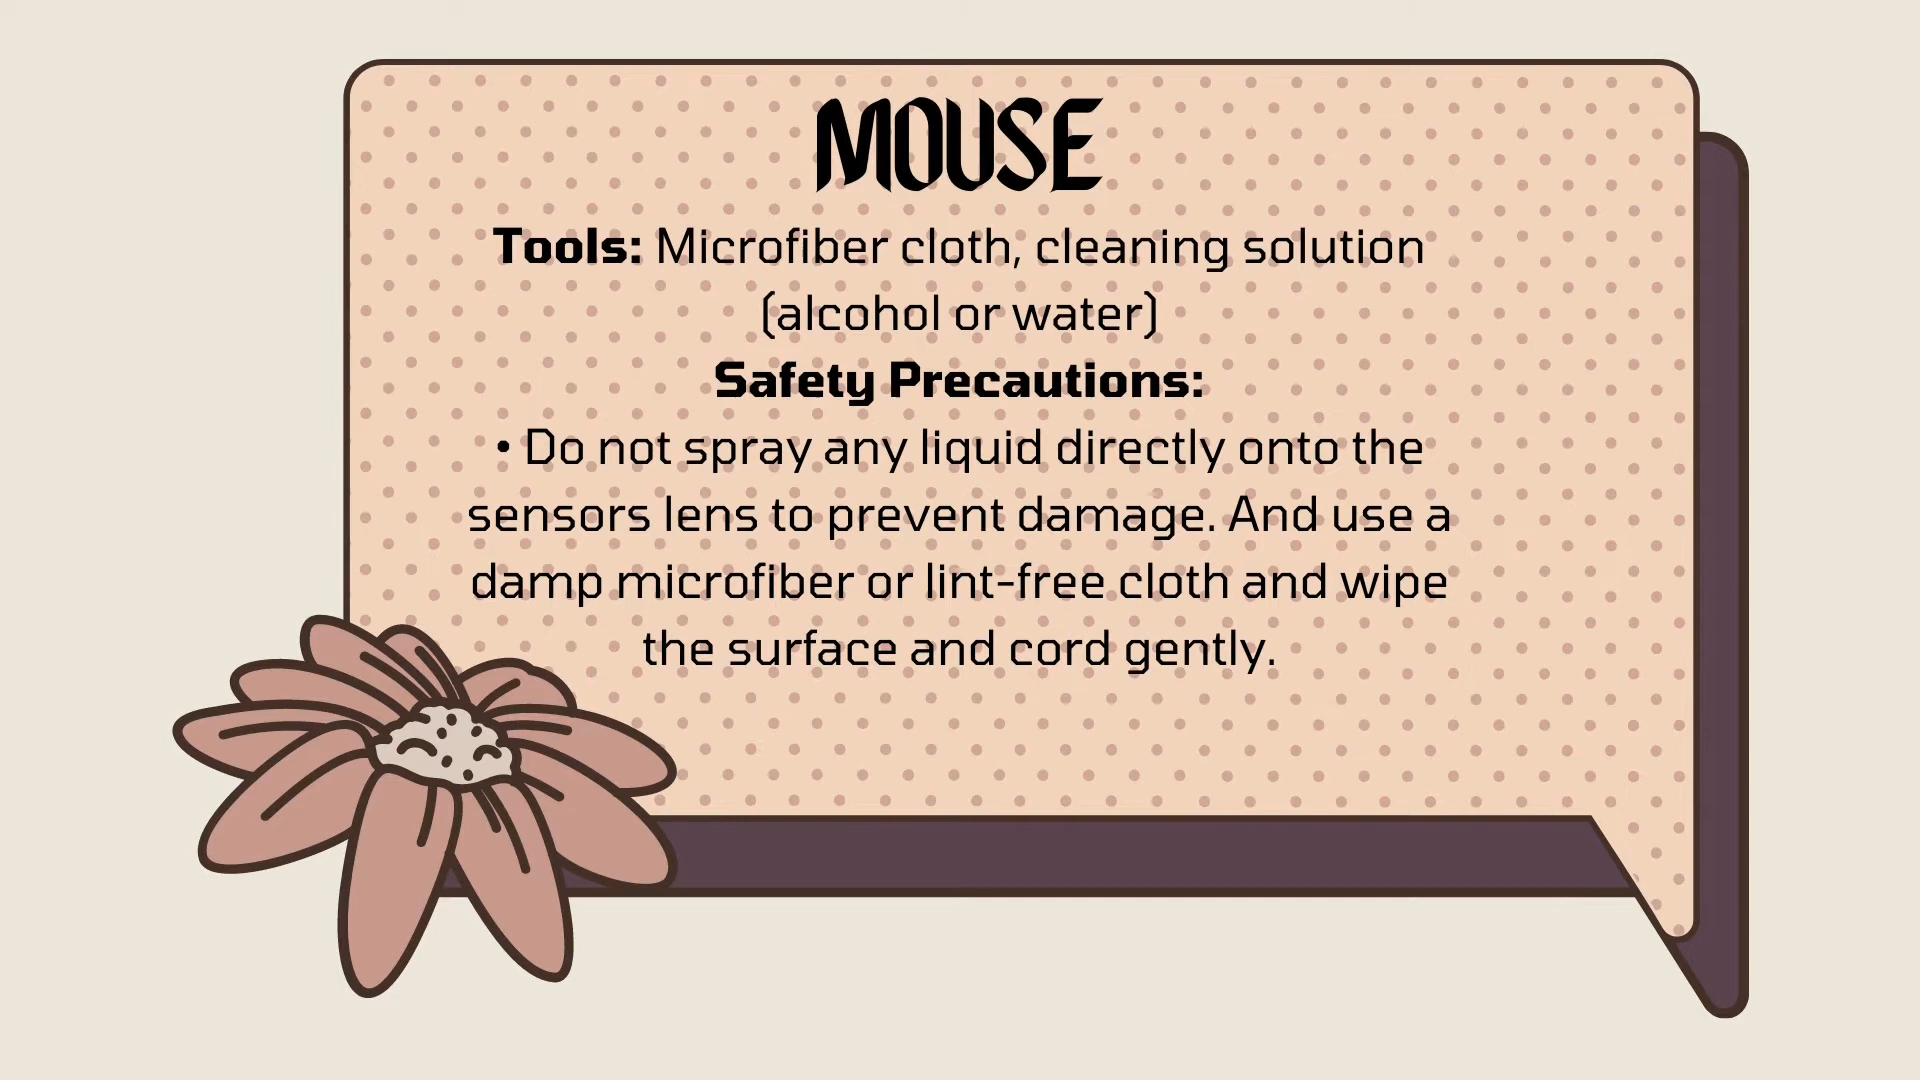 MOUSE
Tools: Microfiber cloth, cleaning solution
(alcohol or water)
Safety Precautions:
• Do not spray any liquid directly onto the
sensors lens to prevent damage. And use a
damp microfiber or lint-free cloth and wipe
the surface and cord gently.